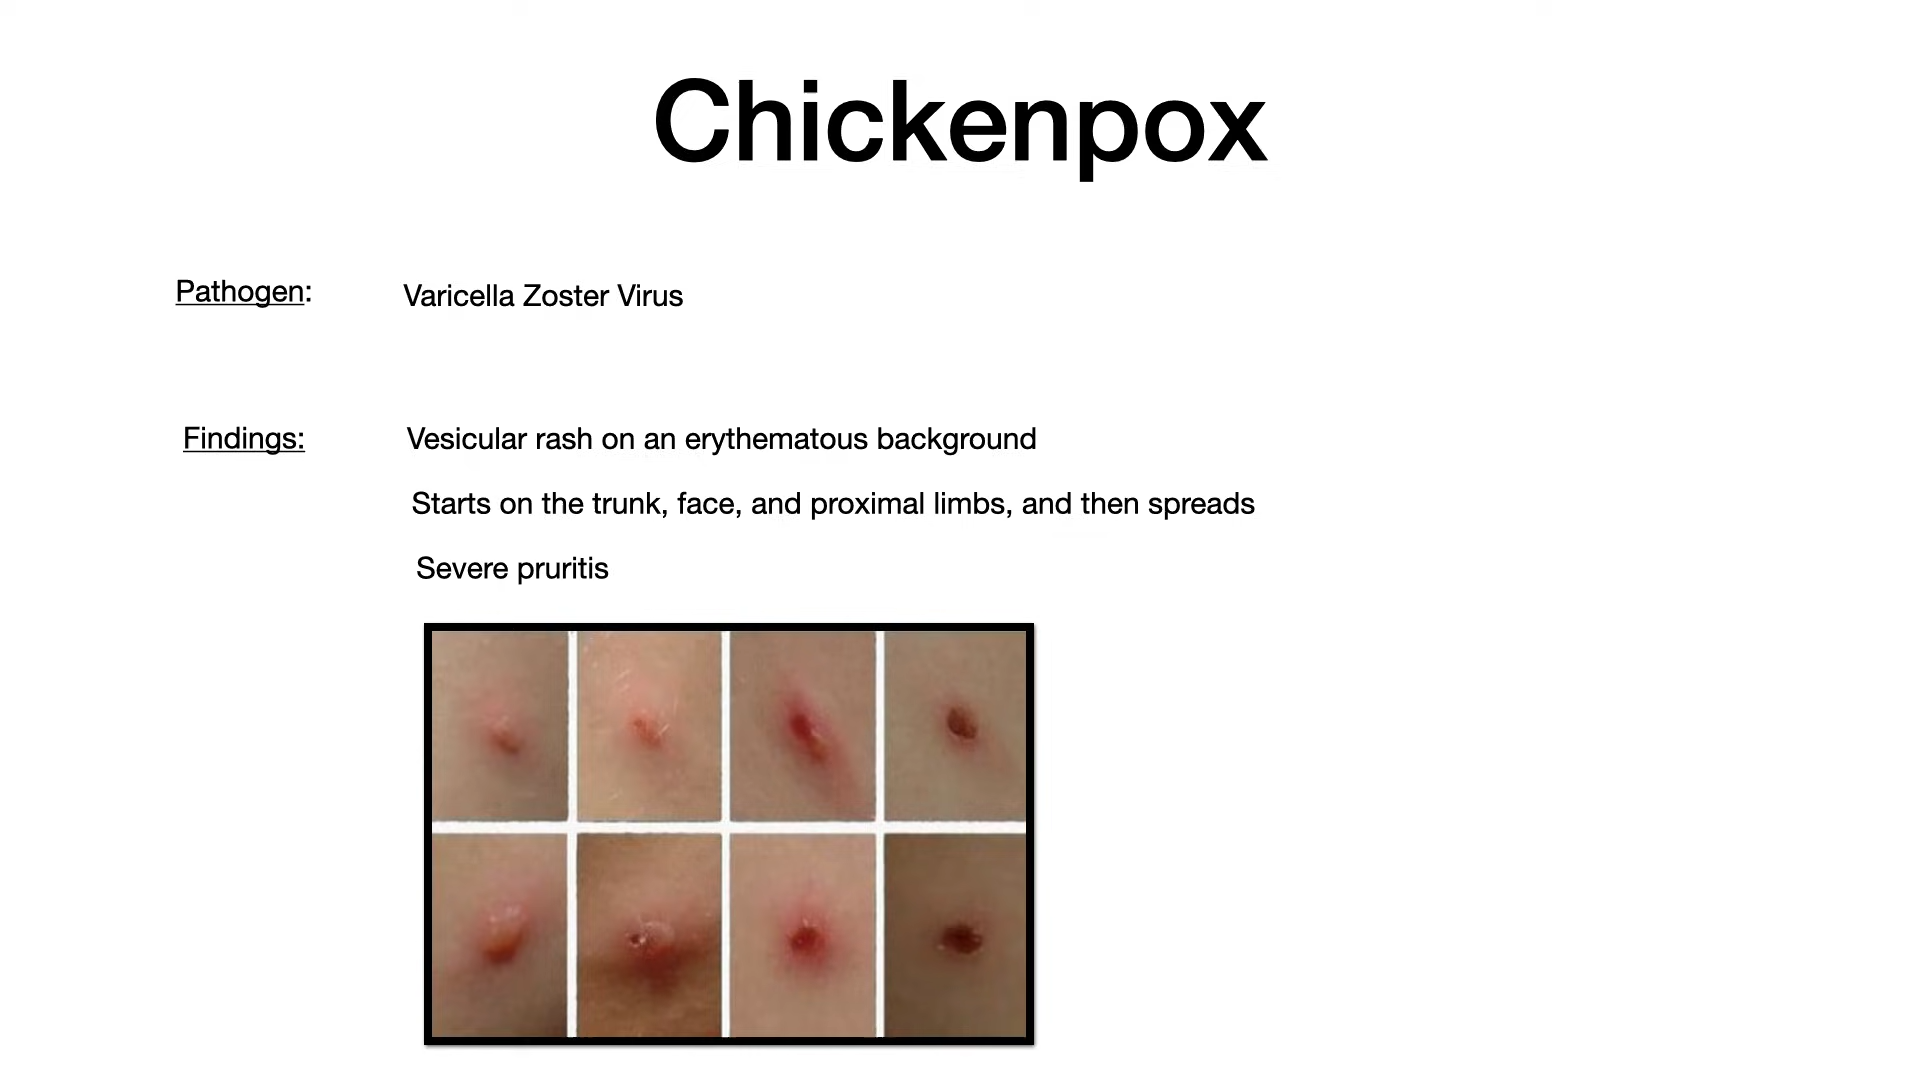 Chickenpox
Pathogen: Varicella Zoster Virus
Findings: Vesicular rash on an erythematous background
Starts on the trunk, face, and proximal limbs, and then spreads
Severe pruritis